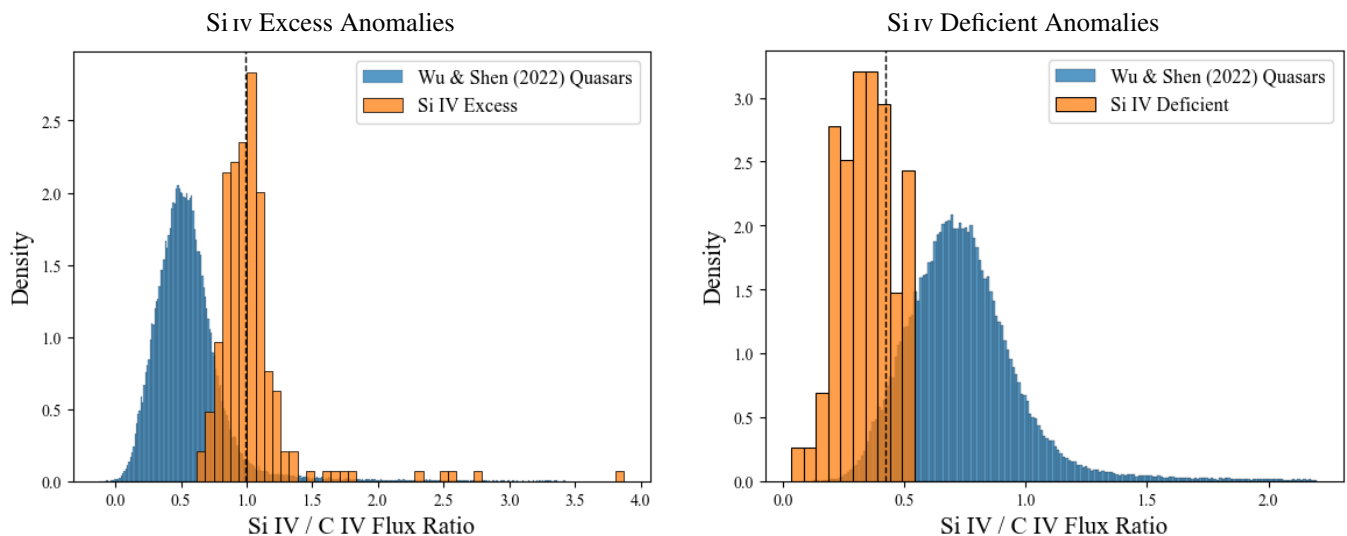 Si IV Excess Anomalies
Wu & Shen (2022) Quasars
Si IV Excess
2.5
2.0
1.5
1.0
0.5
0.0
Density
0.0 0.5 1.0 1.5 2.0 2.5 3.0 3.5 4.0
Si IV / C IV Flux Ratio
Si IV Deficient Anomalies
Wu & Shen (2022) Quasars
Si IV Deficient
3.0
2.5
2.0
1.5
1.0
0.5
0.0
Density
0.0 0.5 1.0 1.5 2.0
Si IV / C IV Flux Ratio